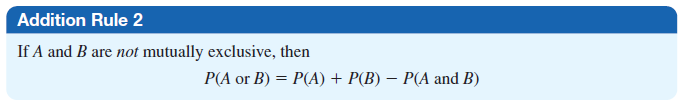 Addition Rule 2
If A and B are not mutually exclusive, then
P(A or B) = P(A) + P(B) − P(A and B)